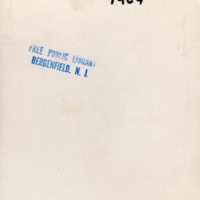 1964
FREE PUBLIC LIBRARY
BERGENFIELD, N. J.